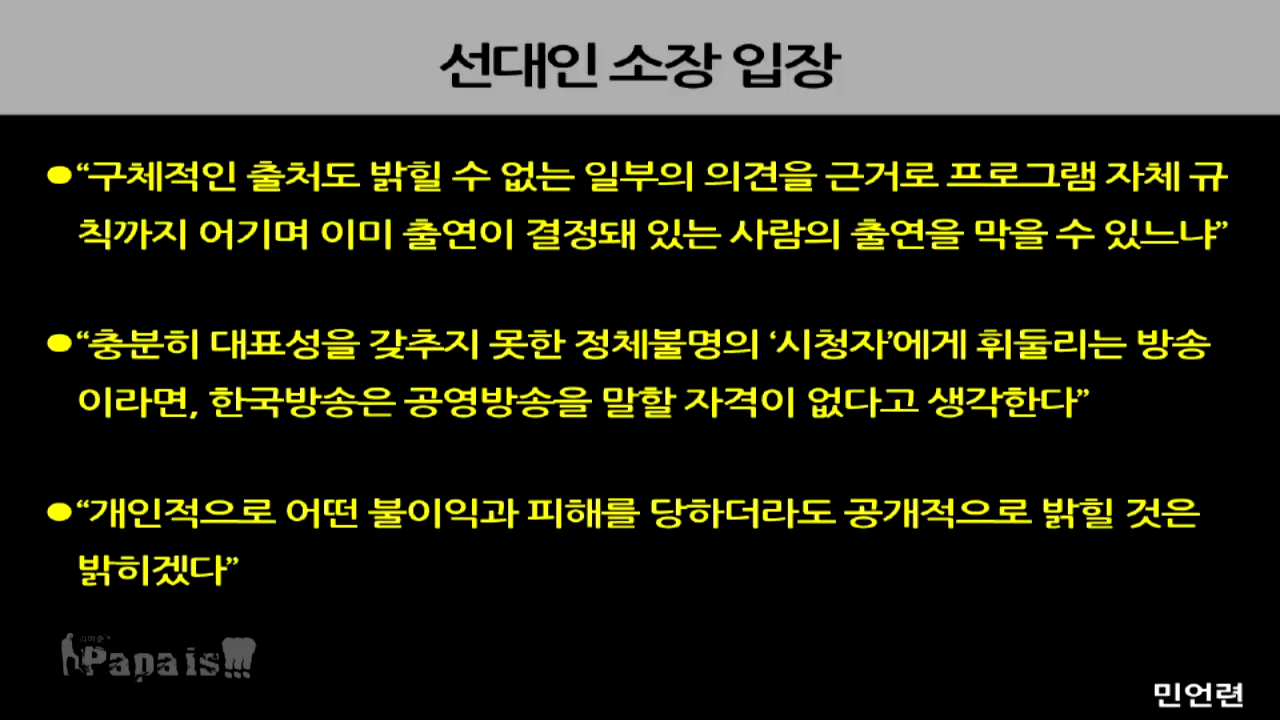 선대인 소장 입장
●“구체적인 출처도 밝힐 수 없는 일부의 의견을 근거로 프로그램 자체 규
칙까지 어기며 이미 출연이 결정돼 있는 사람의 출연을 막을 수 있느냐”
●“충분히 대표성을 갖추지 못한 정체불명의 ‘시청자’에게 휘둘리는 방송
이라면, 한국방송은 공영방송을 말할 자격이 없다고 생각한다”
●“개인적으로 어떤 불이익과 피해를 당하더라도 공개적으로 밝힐 것은
밝히겠다”
Papa is!!!
민언련